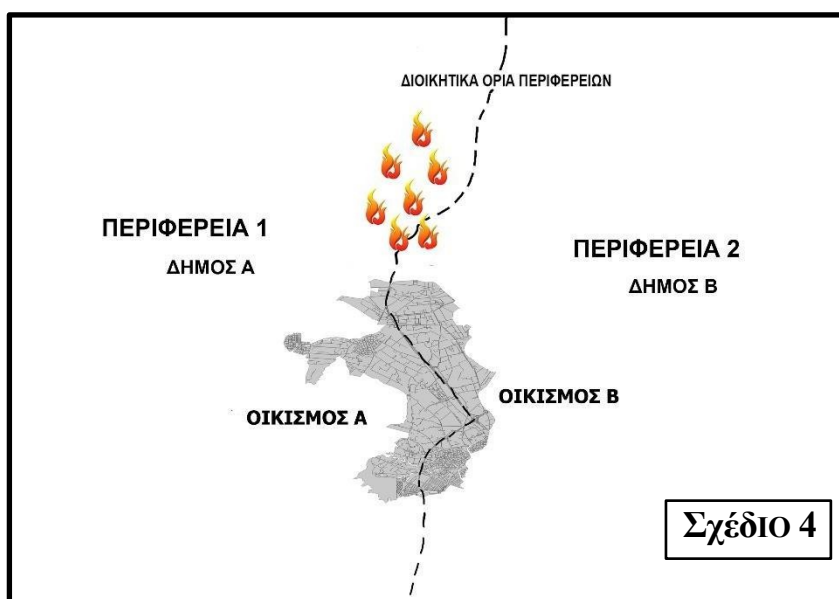 ΔΙΟΙΚΗΤΙΚΑ ΟΡΙΑ ΠΕΡΙΦΕΡΕΙΩΝ
ΠΕΡΙΦΕΡΕΙΑ 1
ΔΗΜΟΣ Α
ΠΕΡΙΦΕΡΕΙΑ 2
ΔΗΜΟΣ Β
ΟΙΚΙΣΜΟΣ Α
ΟΙΚΙΣΜΟΣ Β
Σχέδιο 4